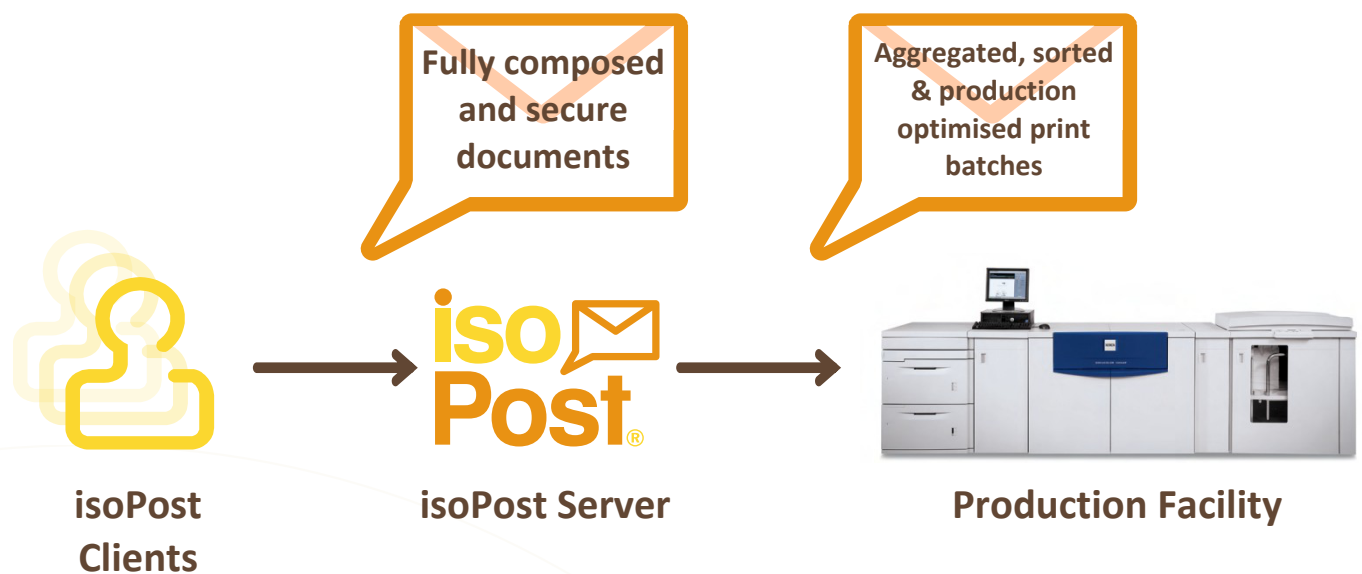 Fully composed
and secure
documents
Aggregated, sorted
& production
optimised print
batches
iso
Post®
isoPost
Clients
isoPost Server
Production Facility